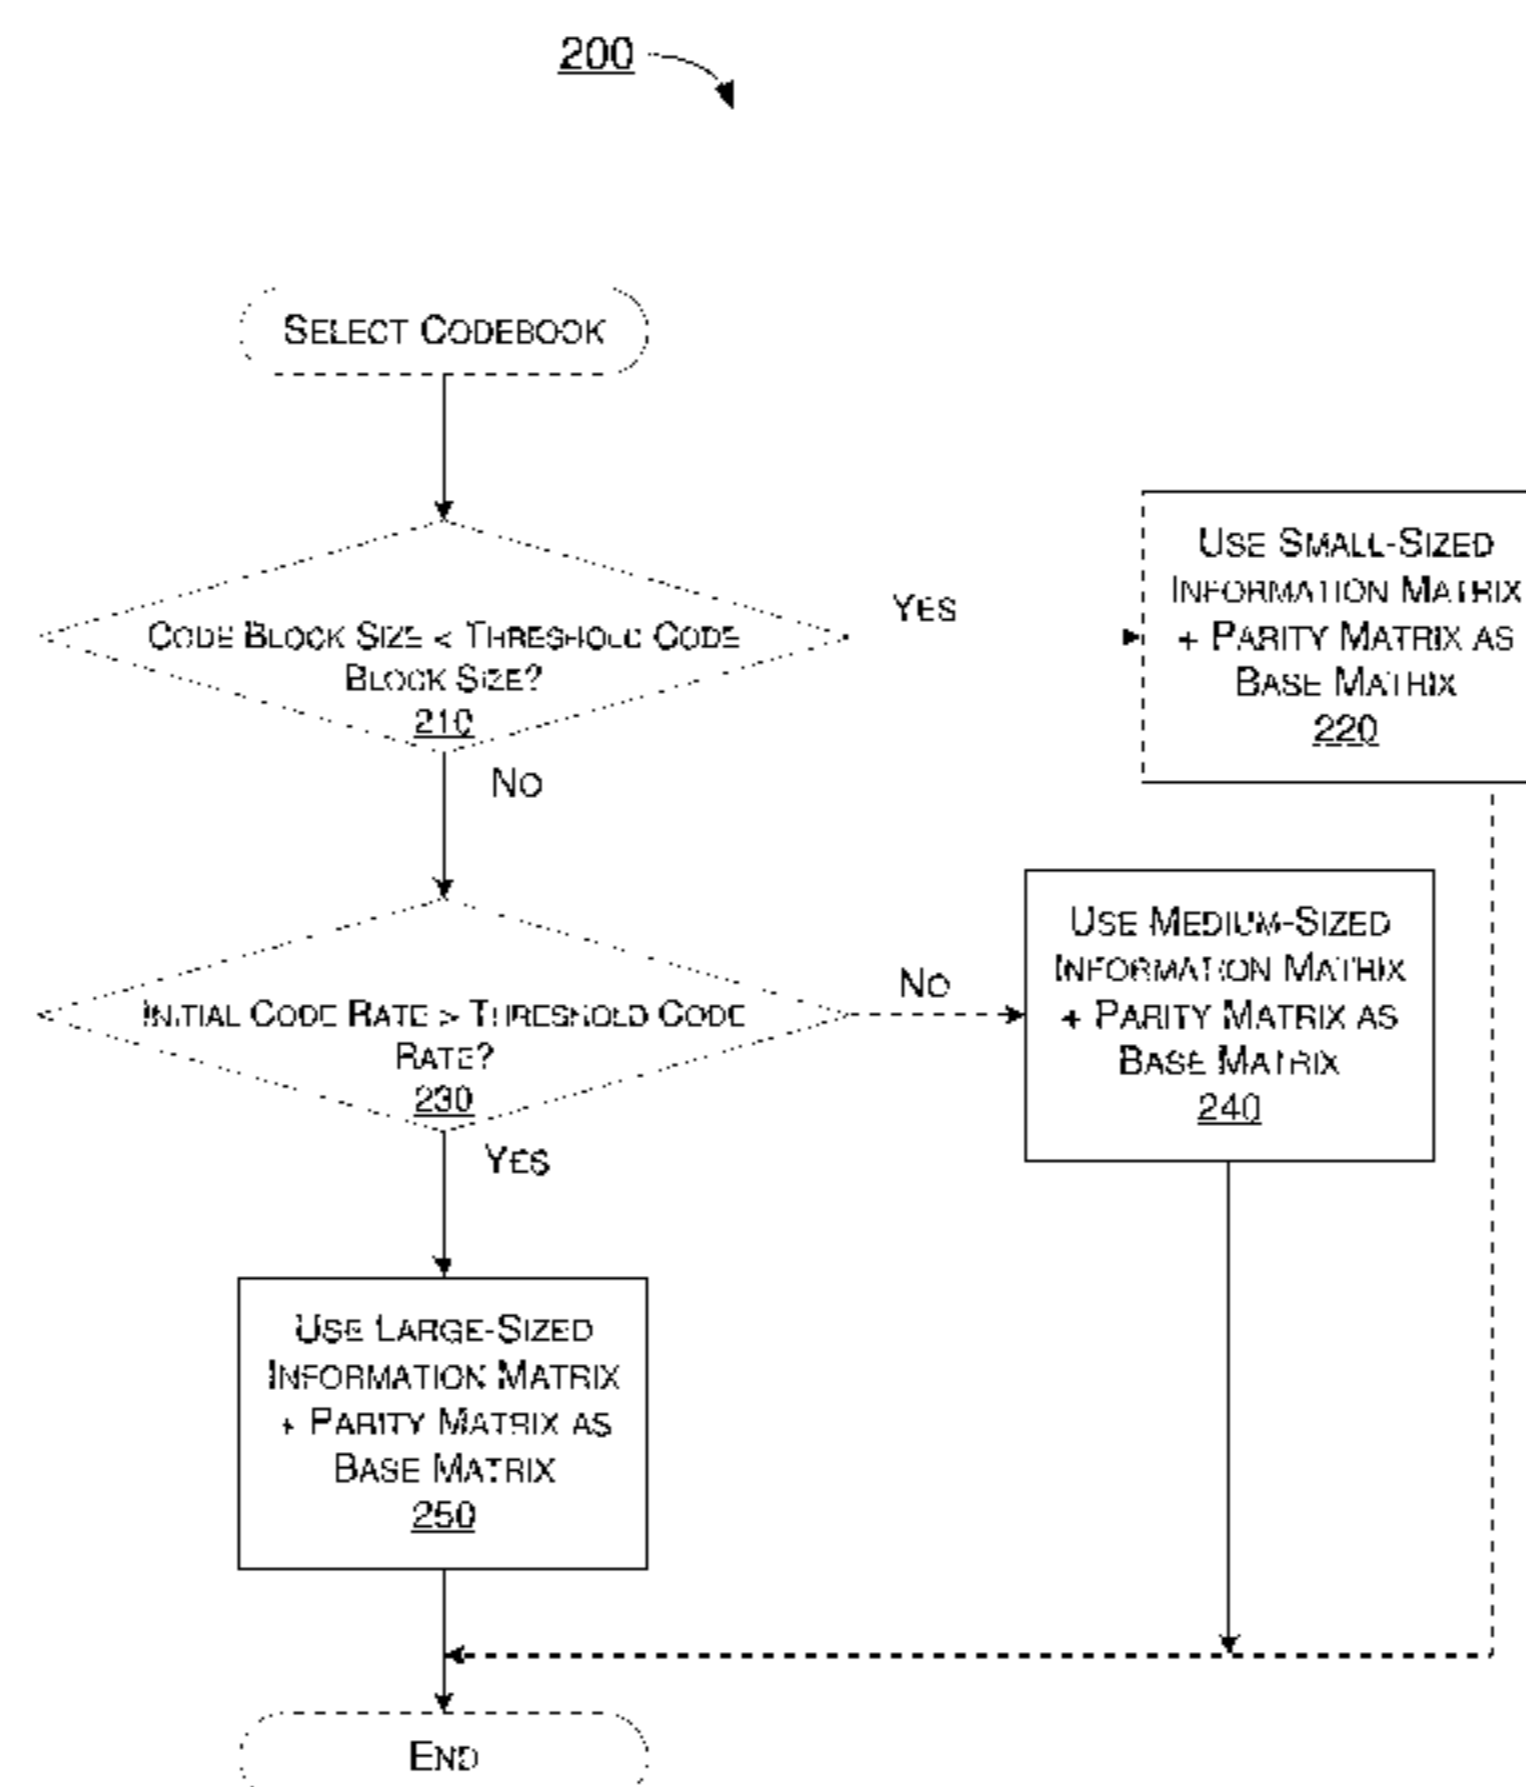 200
SELECT CODEBOOK
CODE BLOCK SIZE < THRESHOLD CODE
BLOCK SIZE?
210
YES
USE SMALL-SIZED
INFORMATION MATRIX
+ PARITY MATRIX AS
BASE MATRIX
220
NO
INITIAL CODE RATE > THRESHOLD CODE
RATE?
230
NO
USE MEDIUM-SIZED
INFORMATION MATRIX
+ PARITY MATRIX AS
BASE MATRIX
240
YES
USE LARGE-SIZED
INFORMATION MATRIX
+ PARITY MATRIX AS
BASE MATRIX
250
END